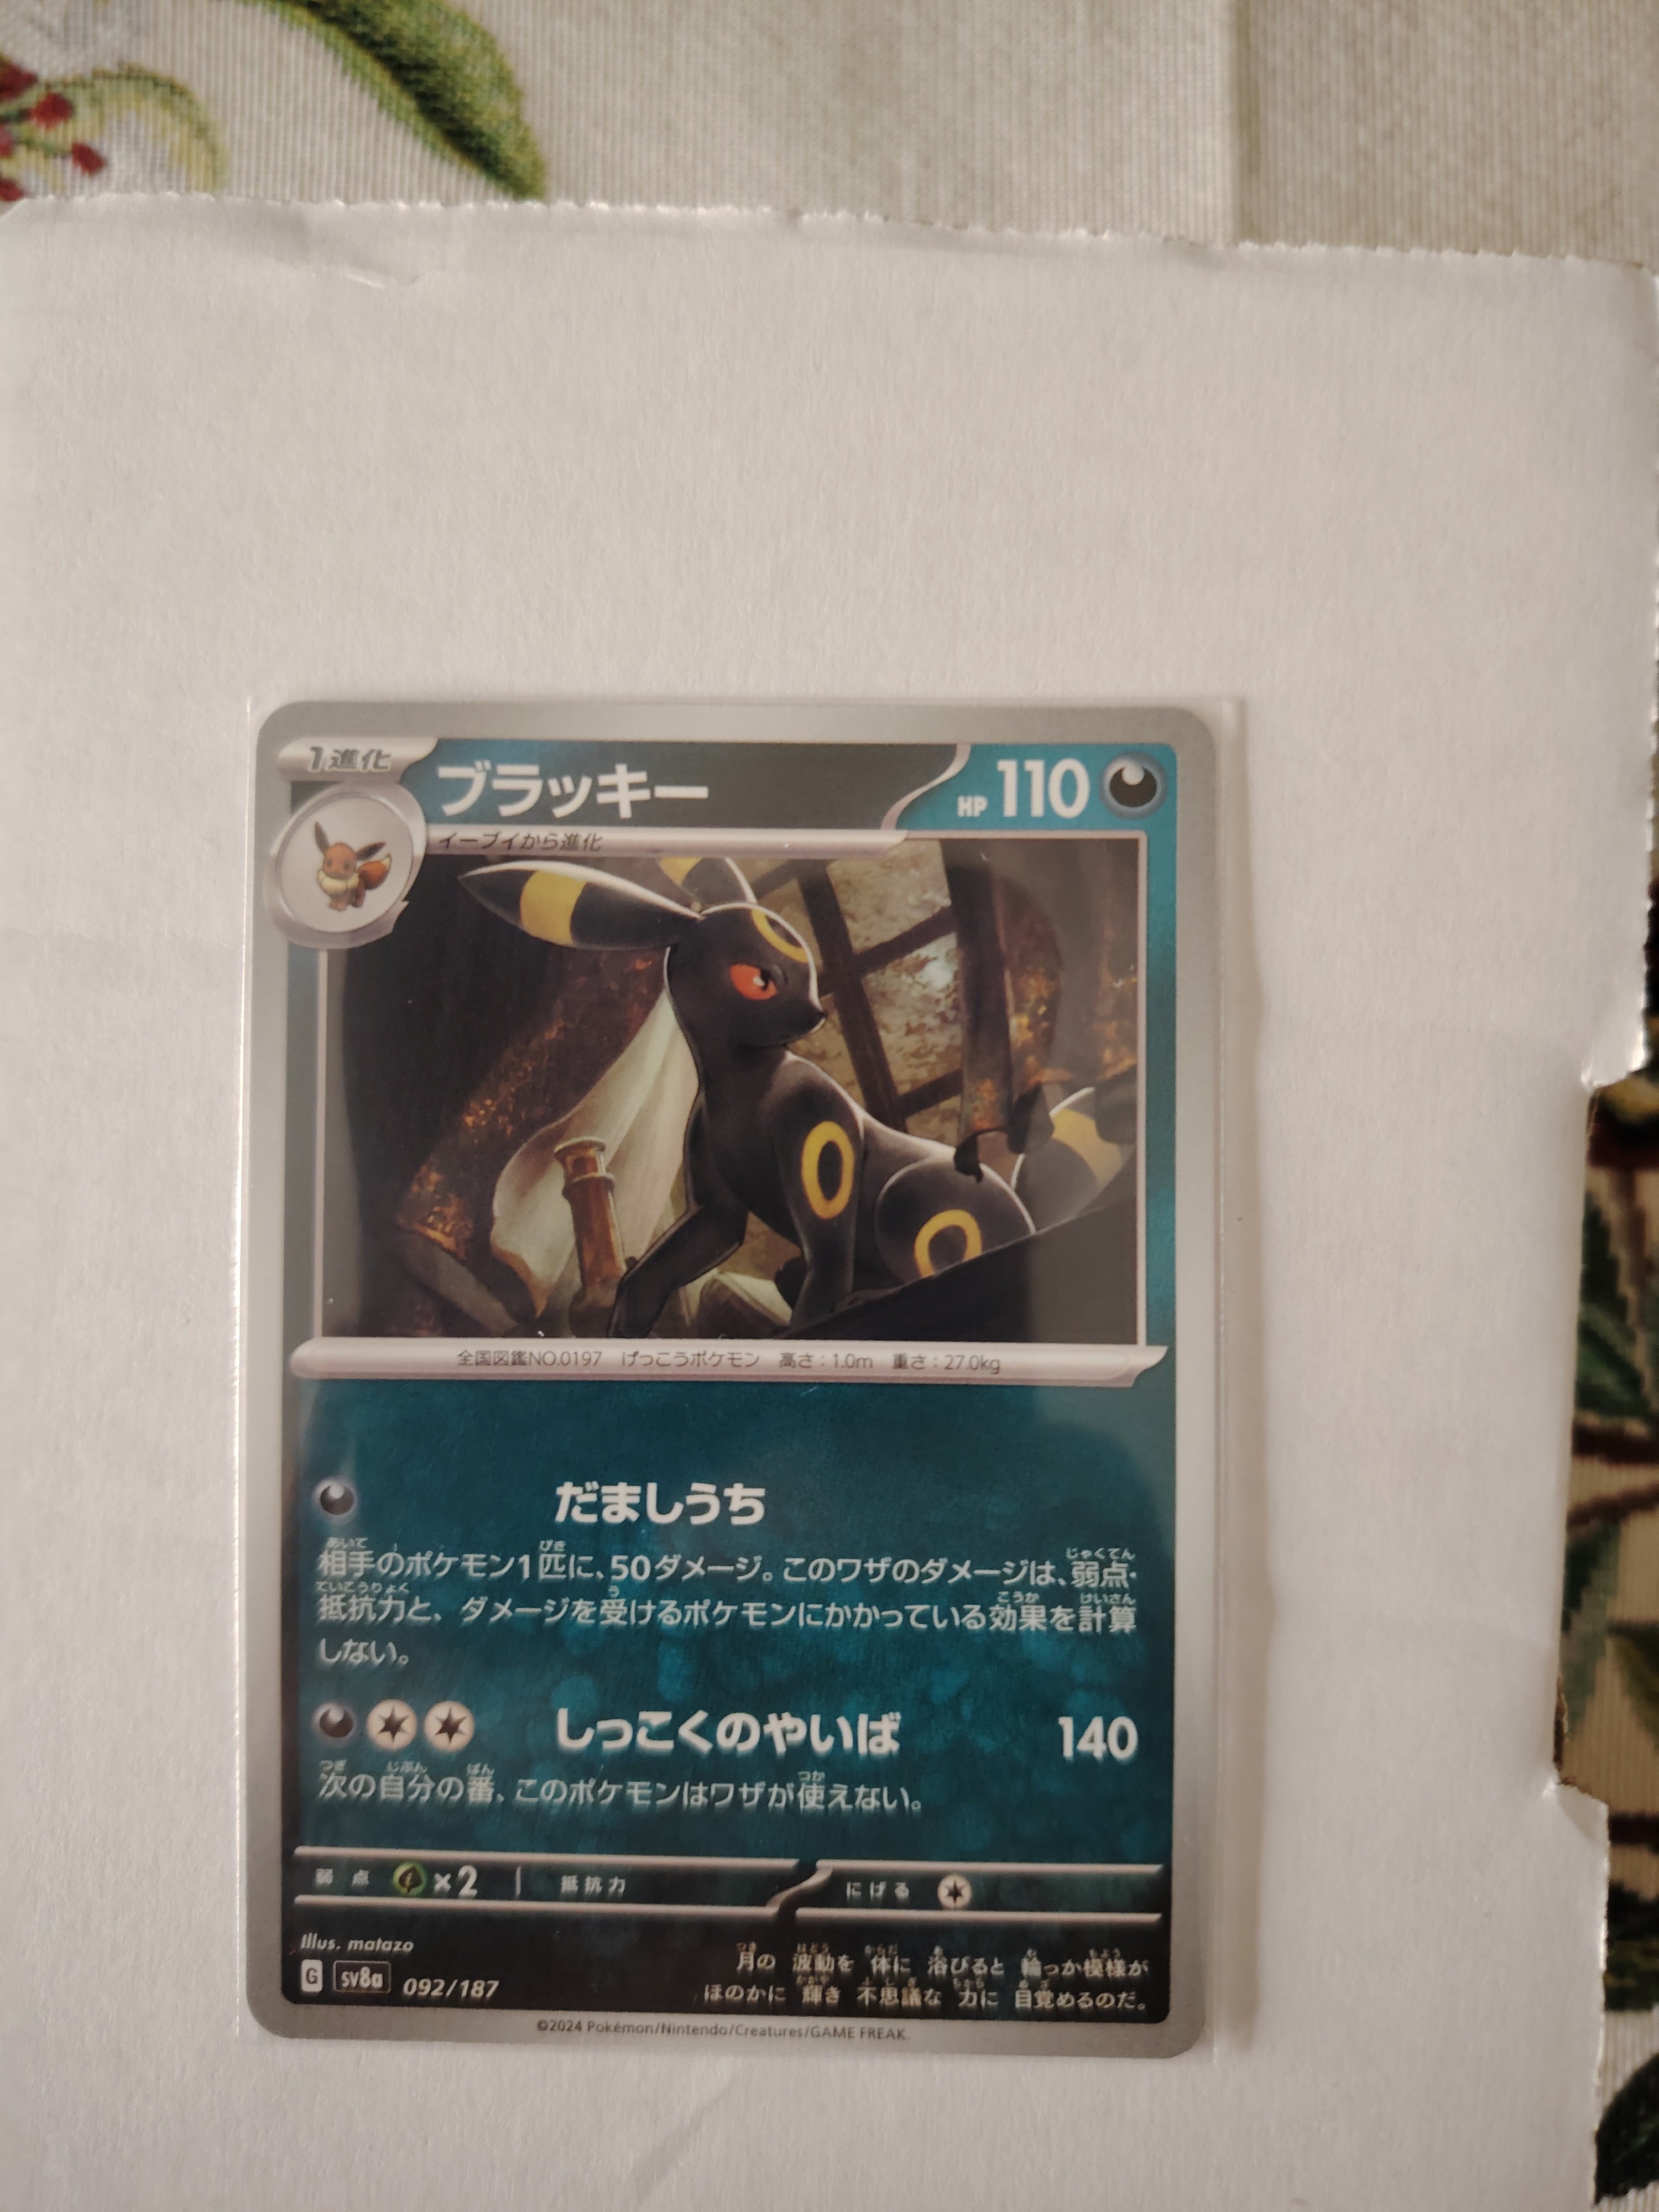 1進化
ブラッキー
HP 110
イーブイから進化
全国図鑑NO.0197 げっこうポケモン 高さ:1.0m 重さ:27.0kg
だましうち
相手のポケモン1匹に、50ダメージ。このワザのダメージは、弱点・
抵抗力と、ダメージを受けるポケモンにかかっている効果を計算
しない。
しっこくのやいば 140
次の自分の番、このポケモンはワザが使えない。
弱点 ×2 抵抗力 にげる
Illus. matazo
G SV8a 092/187
月の 波動を 体に 浴びると 輪っか模様が
ほのかに 輝き 不思議な 力に 目覚めるのだ。
©2024 Pokémon/Nintendo/Creatures/GAME FREAK.